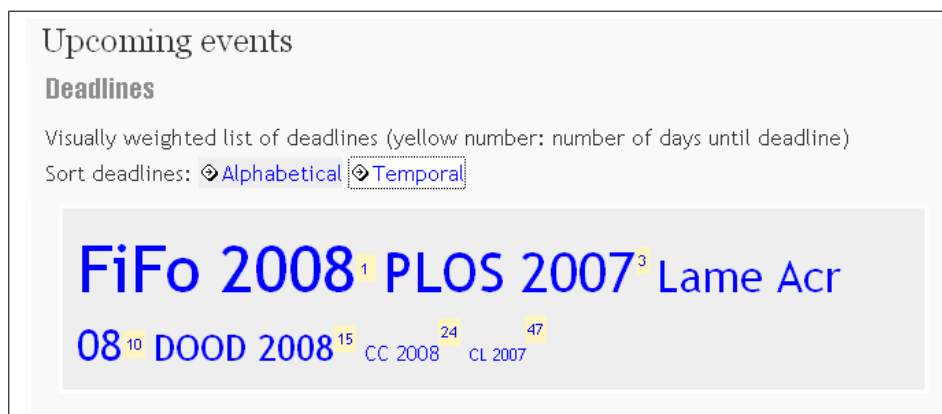 Upcoming events
Deadlines
Visually weighted list of deadlines (yellow number: number of days until deadline)
Sort deadlines: Alphabetical Temporal
FiFo 2008 1 PLOS 2007 3 Lame Acr
08 10 DOOD 2008 15 CC 2008 24 CL 2007 47